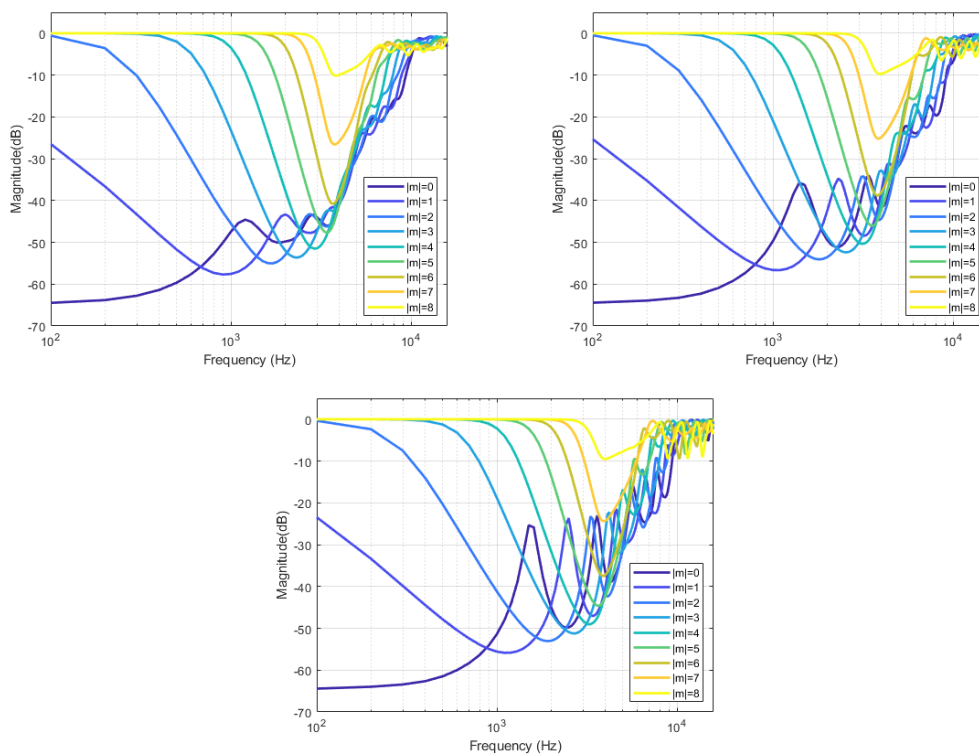 0
-10
-20
-30
-40
-50
-60
-70
Magnitude(dB)
10²
10³
10⁴
Frequency (Hz)
|m|=0
|m|=1
|m|=2
|m|=3
|m|=4
|m|=5
|m|=6
|m|=7
|m|=8
0
-10
-20
-30
-40
-50
-60
-70
Magnitude(dB)
10²
10³
10⁴
Frequency (Hz)
|m|=0
|m|=1
|m|=2
|m|=3
|m|=4
|m|=5
|m|=6
|m|=7
|m|=8
0
-10
-20
-30
-40
-50
-60
-70
Magnitude(dB)
10²
10³
10⁴
Frequency (Hz)
|m|=0
|m|=1
|m|=2
|m|=3
|m|=4
|m|=5
|m|=6
|m|=7
|m|=8